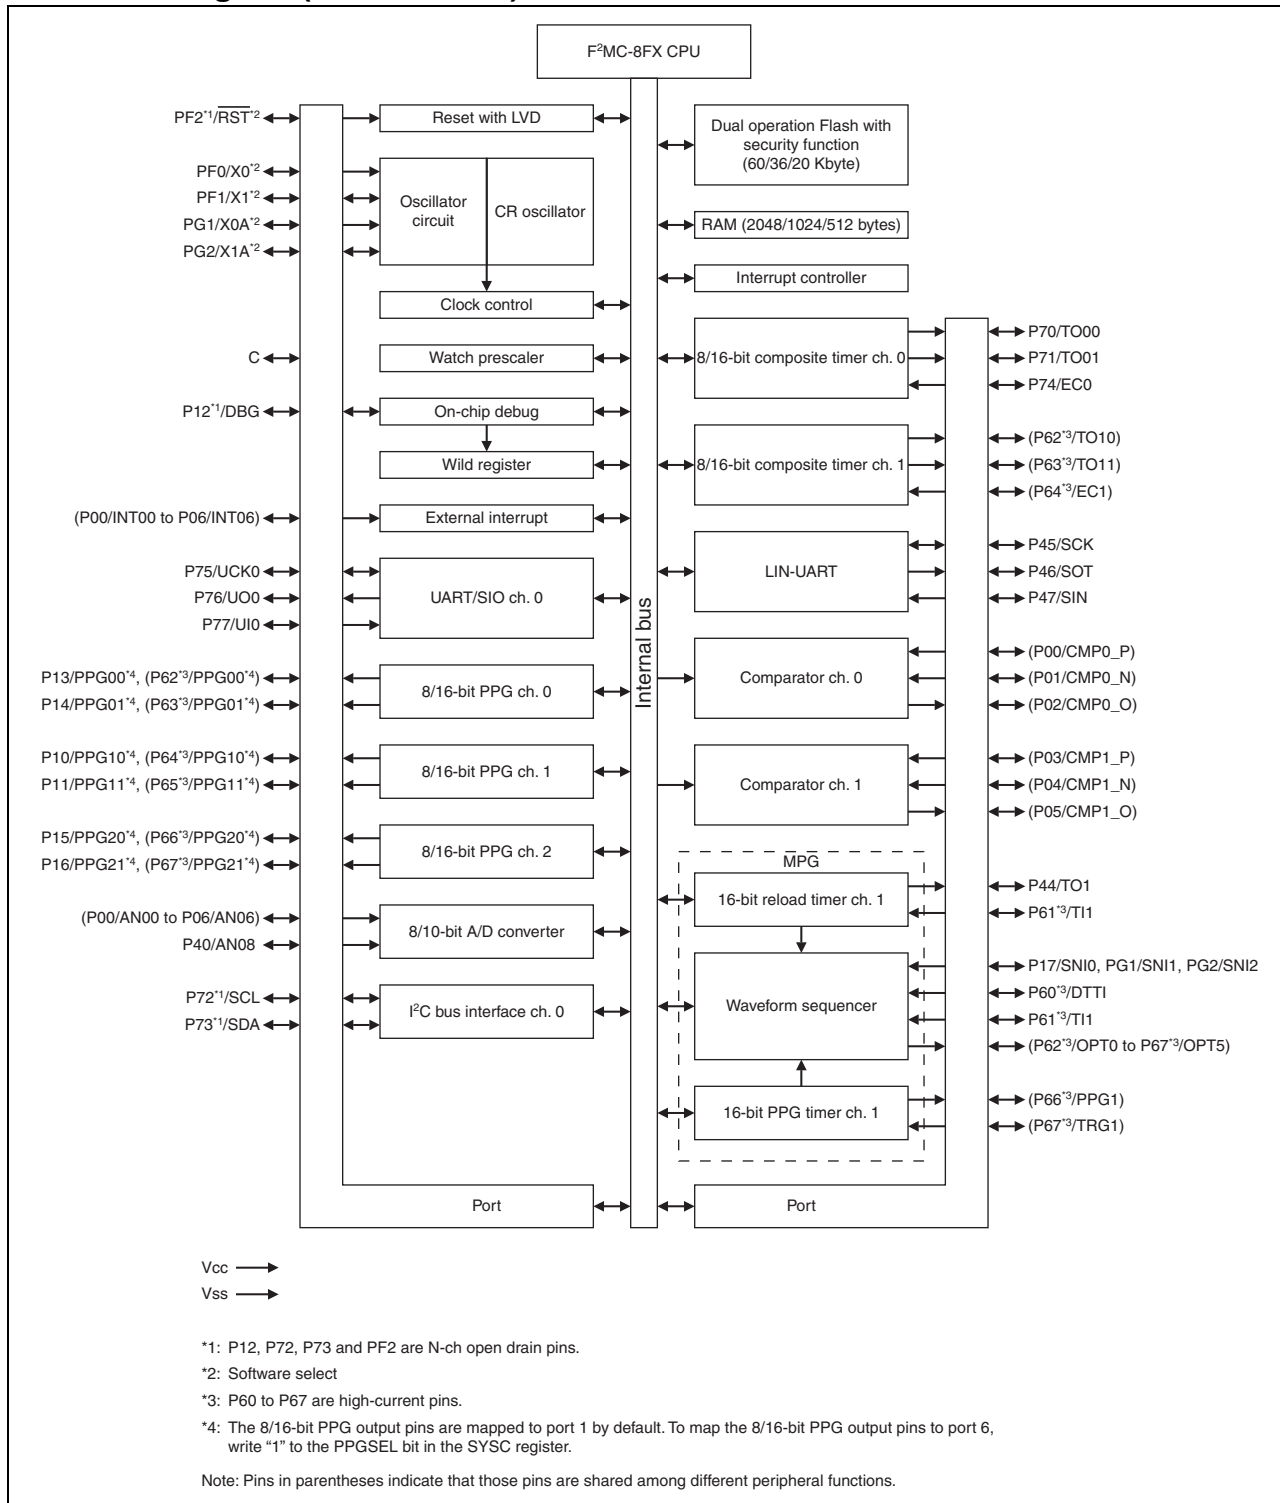 F²MC-8FX CPU
PF2*1/RST*2
Reset with LVD
Dual operation Flash with
security function
(60/36/20 Kbyte)
PF0/X0*2
PF1/X1*2
PG1/X0A*2
PG2/X1A*2
Oscillator
circuit
CR oscillator
RAM (2048/1024/512 bytes)
Interrupt controller
Clock control
C
Watch prescaler
8/16-bit composite timer ch. 0
P70/TO00
P71/TO01
P74/EC0
P12*1/DBG
On-chip debug
Wild register
8/16-bit composite timer ch. 1
(P62*3/TO10)
(P63*3/TO11)
(P64*3/EC1)
(P00/INT00 to P06/INT06)
External interrupt
P75/UCK0
P76/UO0
P77/UI0
UART/SIO ch. 0
Internal bus
LIN-UART
P45/SCK
P46/SOT
P47/SIN
P13/PPG00*4, (P62*3/PPG00*4)
P14/PPG01*4, (P63*3/PPG01*4)
8/16-bit PPG ch. 0
Comparator ch. 0
(P00/CMP0_P)
(P01/CMP0_N)
(P02/CMP0_O)
P10/PPG10*4, (P64*3/PPG10*4)
P11/PPG11*4, (P65*3/PPG11*4)
8/16-bit PPG ch. 1
Comparator ch. 1
(P03/CMP1_P)
(P04/CMP1_N)
(P05/CMP1_O)
P15/PPG20*4, (P66*3/PPG20*4)
P16/PPG21*4, (P67*3/PPG21*4)
8/16-bit PPG ch. 2
MPG
16-bit reload timer ch. 1
P44/TO1
P61*3/TI1
(P00/AN00 to P06/AN06)
P40/AN08
8/10-bit A/D converter
Waveform sequencer
P17/SNI0, PG1/SNI1, PG2/SNI2
P60*3/DTTI
P61*3/TI1
(P62*3/OPT0 to P67*3/OPT5)
P72*1/SCL
P73*1/SDA
I²C bus interface ch. 0
16-bit PPG timer ch. 1
(P66*3/PPG1)
(P67*3/TRG1)
Port
Port
Vcc
Vss
*1: P12, P72, P73 and PF2 are N-ch open drain pins.
*2: Software select
*3: P60 to P67 are high-current pins.
*4: The 8/16-bit PPG output pins are mapped to port 1 by default. To map the 8/16-bit PPG output pins to port 6,
write “1” to the PPGSEL bit in the SYSC register.
Note: Pins in parentheses indicate that those pins are shared among different peripheral functions.